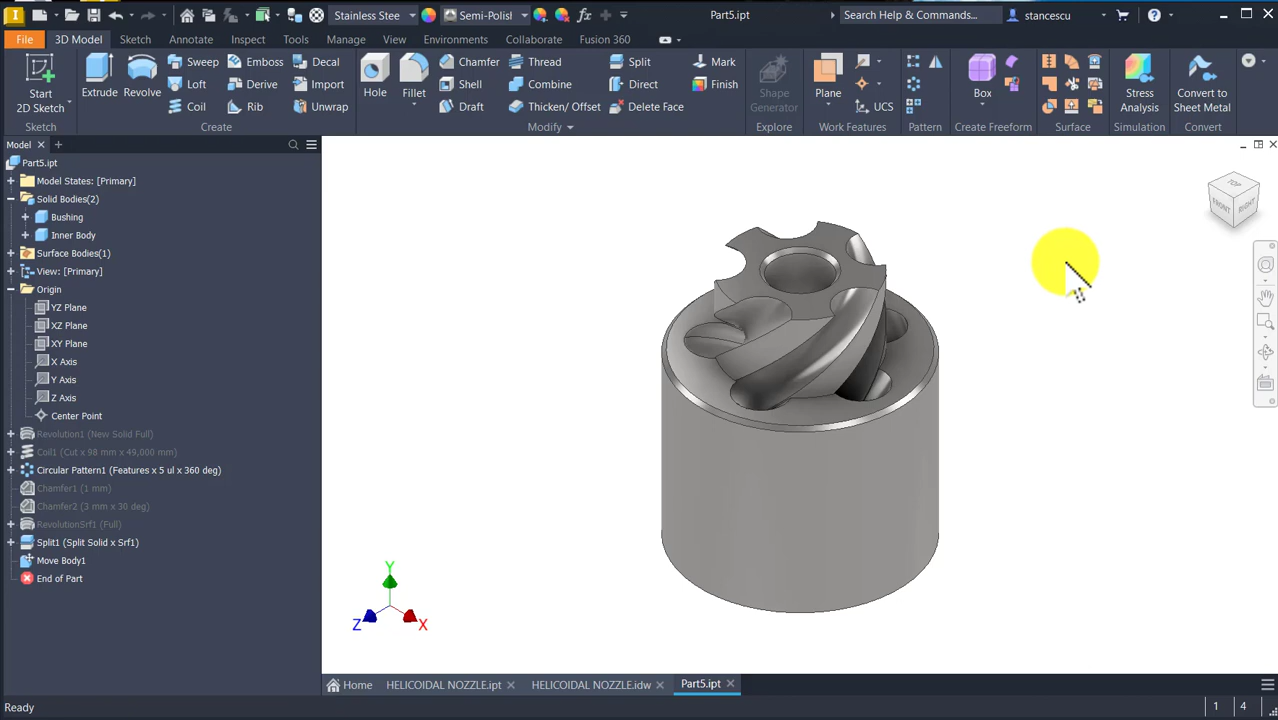 Stainless Stee
Semi-Polisl
fx
Part5.ipt
Search Help & Commands...
stancescu
File
3D Model
Sketch
Annotate
Inspect
Tools
Manage
View
Environments
Collaborate
Fusion 360
Start
2D Sketch
Extrude
Revolve
Sweep
Emboss
Decal
Loft
Derive
Import
Coil
Rib
Unwrap
Hole
Fillet
Chamfer
Thread
Split
Shell
Combine
Direct
Draft
Thicken/ Offset
Delete Face
Mark
Finish
Shape
Generator
Plane
UCS
Box
Stress
Analysis
Convert to
Sheet Metal
Sketch
Create
Modify
Explore
Work Features
Pattern
Create Freeform
Surface
Simulation
Convert
Model
Part5.ipt
Model States: [Primary]
Solid Bodies(2)
Bushing
Inner Body
Surface Bodies(1)
View: [Primary]
Origin
YZ Plane
XZ Plane
XY Plane
X Axis
Y Axis
Z Axis
Center Point
Revolution1 (New Solid Full)
Coil1 (Cut x 98 mm x 49,000 mm)
Circular Pattern1 (Features x 5 ul x 360 deg)
Chamfer1 (1 mm)
Chamfer2 (3 mm x 30 deg)
RevolutionSrf1 (Full)
Split1 (Split Solid x Srf1)
Move Body1
End of Part
TOP
FRONT
RIGHT
Y
Z
X
Home
HELICOIDAL NOZZLE.ipt
HELICOIDAL NOZZLE.idw
Part5.ipt
Ready
1
4